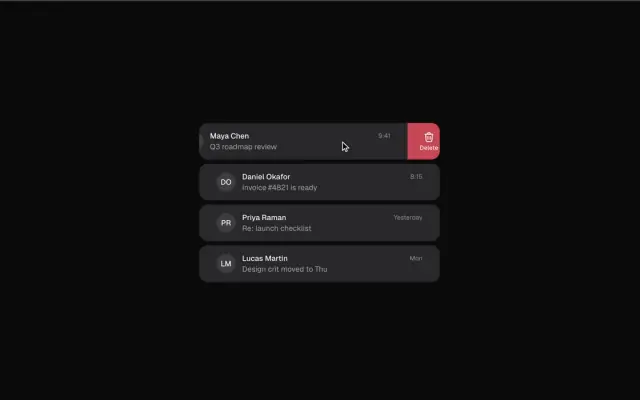 Maya Chen 9:41
Q3 roadmap review
Delete
DO Daniel Okafor 8:15
Invoice #4821 is ready
PR Priya Raman Yesterday
Re: launch checklist
LM Lucas Martin Mon
Design crit moved to Thu